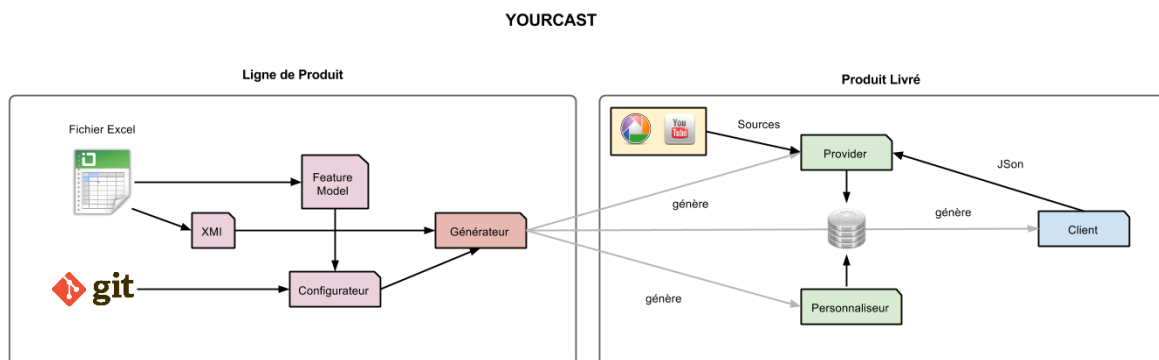 YOURCAST
Ligne de Produit
Produit Livré
Fichier Excel
Feature
Model
XMI
Générateur
git
Configurateur
You
Tube
Sources
Provider
JSon
génère
génère
Client
génère
Personnaliseur